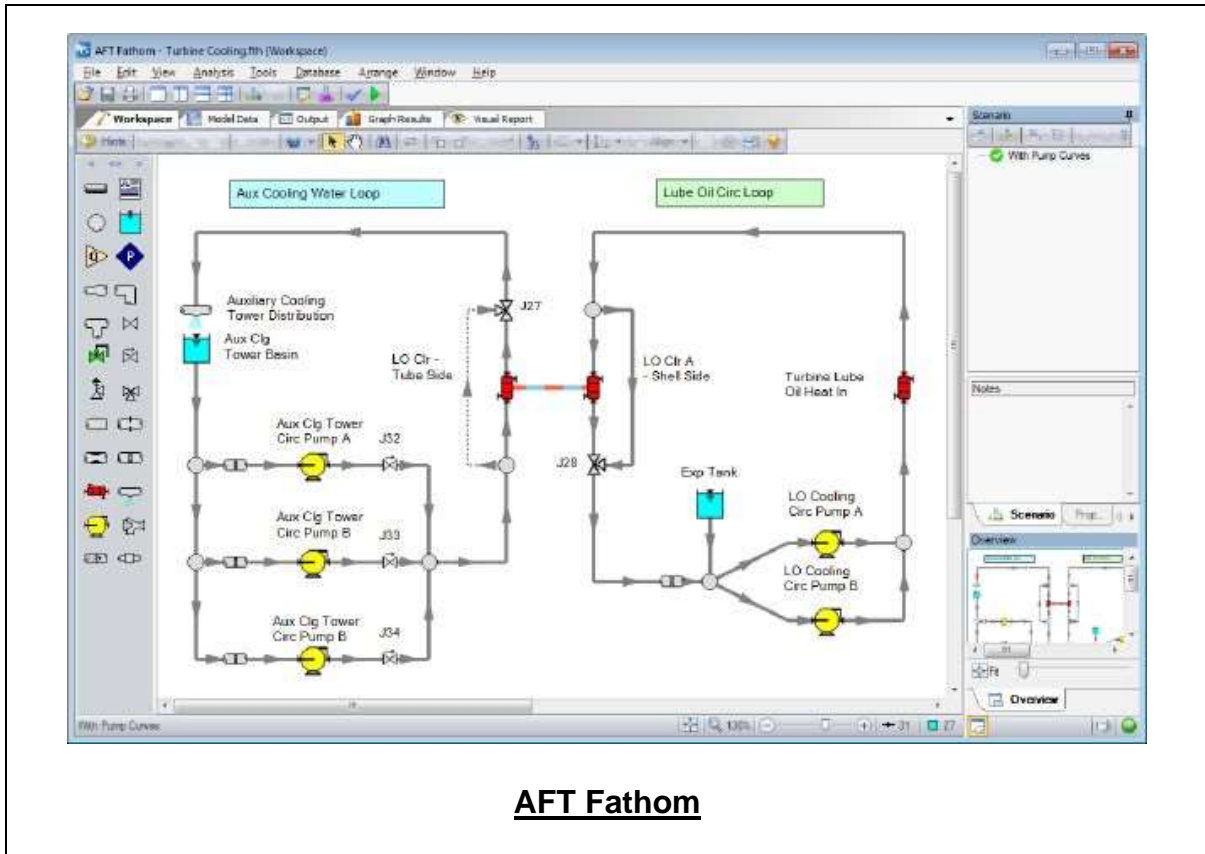 AFT Fathom - Turbine Cooling.fth (Workspace)
File Edit View Analysis Tools Database Arrange Window Help
Workspace Model Data Output Graph Results Visual Report
Scenario
With Pump Curves
Aux Cooling Water Loop
Lube Oil Circ Loop
Auxiliary Cooling
Tower Distribution
Aux Clg
Tower Basin
J27
LO Clr -
Tube Side
LO Clr A
- Shell Side
Turbine Lube
Oil Heat In
Notes
Aux Clg Tower
Circ Pump A
J32
J28
Exp Tank
LO Cooling
Circ Pump A
Aux Clg Tower
Circ Pump B
J33
LO Cooling
Circ Pump B
Aux Clg Tower
Circ Pump B
J34
Scenario
Overview
Fit
Overview
With Pump Curves
100%
31
27
AFT Fathom